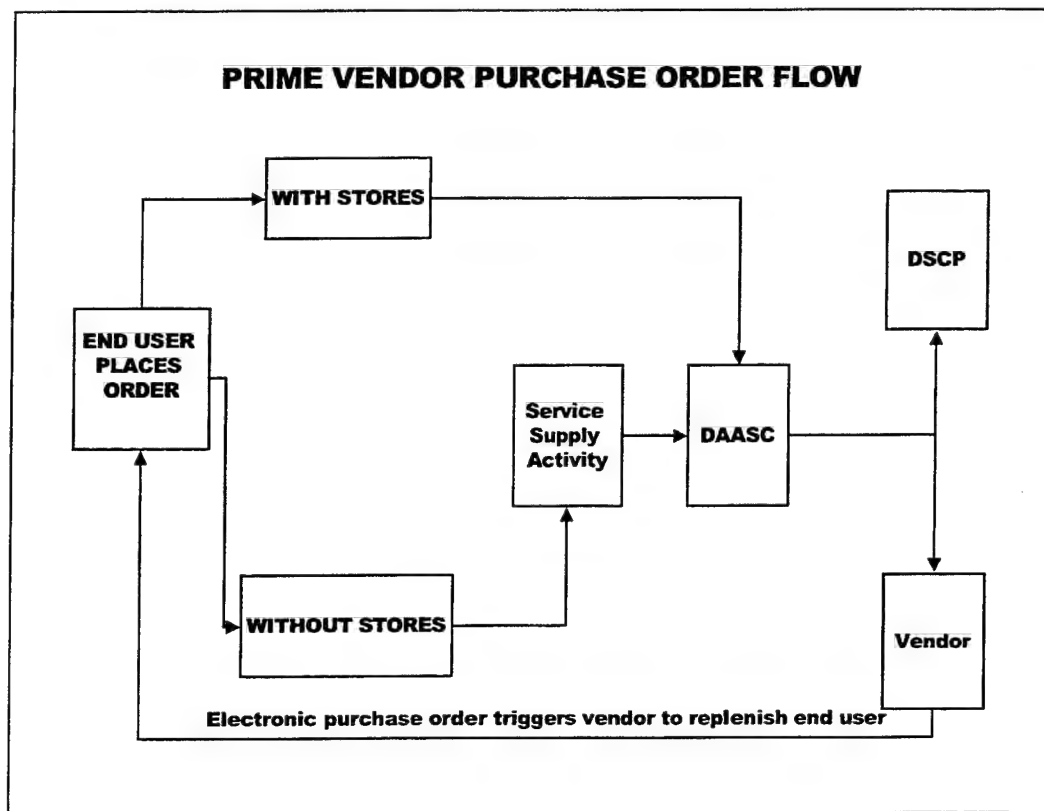 PRIME VENDOR PURCHASE ORDER FLOW
WITH STORES
DSCP
END USER
PLACES
ORDER
Service
Supply
Activity
DAASC
WITHOUT STORES
Vendor
Electronic purchase order triggers vendor to replenish end user